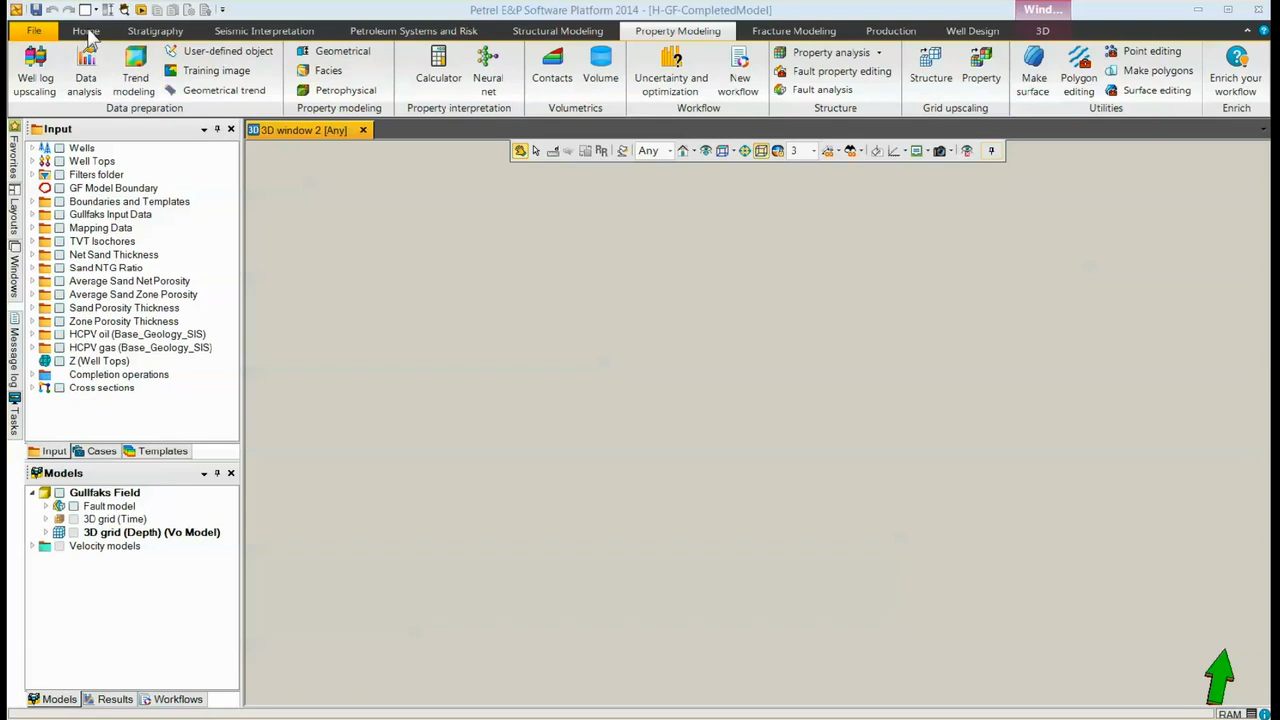 Petrel E&P Software Platform 2014 - [H-GF-CompletedModel]
Wind...
File
Home
Stratigraphy
Seismic Interpretation
Petroleum Systems and Risk
Structural Modeling
Property Modeling
Fracture Modeling
Production
Well Design
3D
Well log upscaling
Data analysis
Trend modeling
User-defined object
Training image
Geometrical trend
Data preparation
Geometrical
Facies
Petrophysical
Property modeling
Calculator
Neural net
Property interpretation
Contacts
Volume
Volumetrics
Uncertainty and optimization
New workflow
Workflow
Property analysis
Fault property editing
Fault analysis
Structure
Structure
Property
Grid upscaling
Make surface
Polygon editing
Point editing
Make polygons
Surface editing
Utilities
Enrich your workflow
Enrich
Favorites
Layouts
Windows
Message log
Tasks
Input
Wells
Well Tops
Filters folder
GF Model Boundary
Boundaries and Templates
Gullfaks Input Data
Mapping Data
TVT Isochores
Net Sand Thickness
Sand NTG Ratio
Average Sand Net Porosity
Average Sand Zone Porosity
Sand Porosity Thickness
Zone Porosity Thickness
HCPV oil (Base_Geology_SIS)
HCPV gas (Base_Geology_SIS)
Z (Well Tops)
Completion operations
Cross sections
Input
Cases
Templates
3D window 2 [Any]
Any
3
Models
Gullfaks Field
Fault model
3D grid (Time)
3D grid (Depth) (Vo Model)
Velocity models
Models
Results
Workflows
RAM